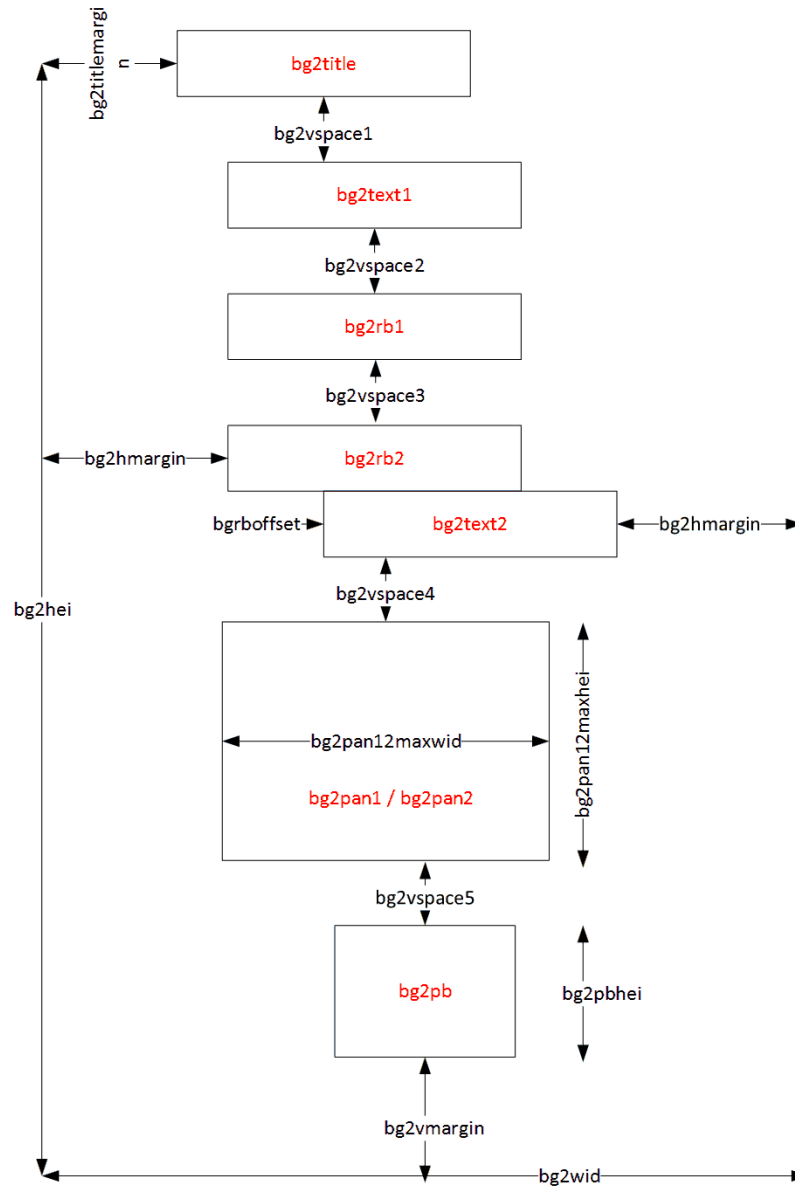 bg2titlemargi
n
bg2title
bg2vspace1
bg2text1
bg2vspace2
bg2rb1
bg2vspace3
bg2hmargin
bg2rb2
bgrboffset
bg2text2
bg2hmargin
bg2vspace4
bg2hei
bg2pan12maxwid
bg2pan12maxhei
bg2pan1 / bg2pan2
bg2vspace5
bg2pb
bg2pbhei
bg2vmargin
bg2wid